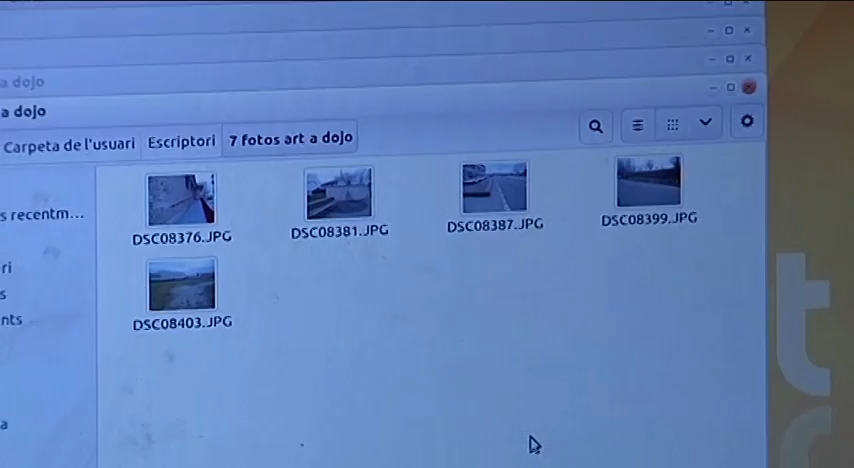 a dojo
a dojo
Carpeta de l'usuari Escriptori 7 fotos art a dojo
s recentm...
DSC08376.JPG DSC08381.JPG DSC08387.JPG DSC08399.JPG
ri
s
DSC08403.JPG
nts
a
t